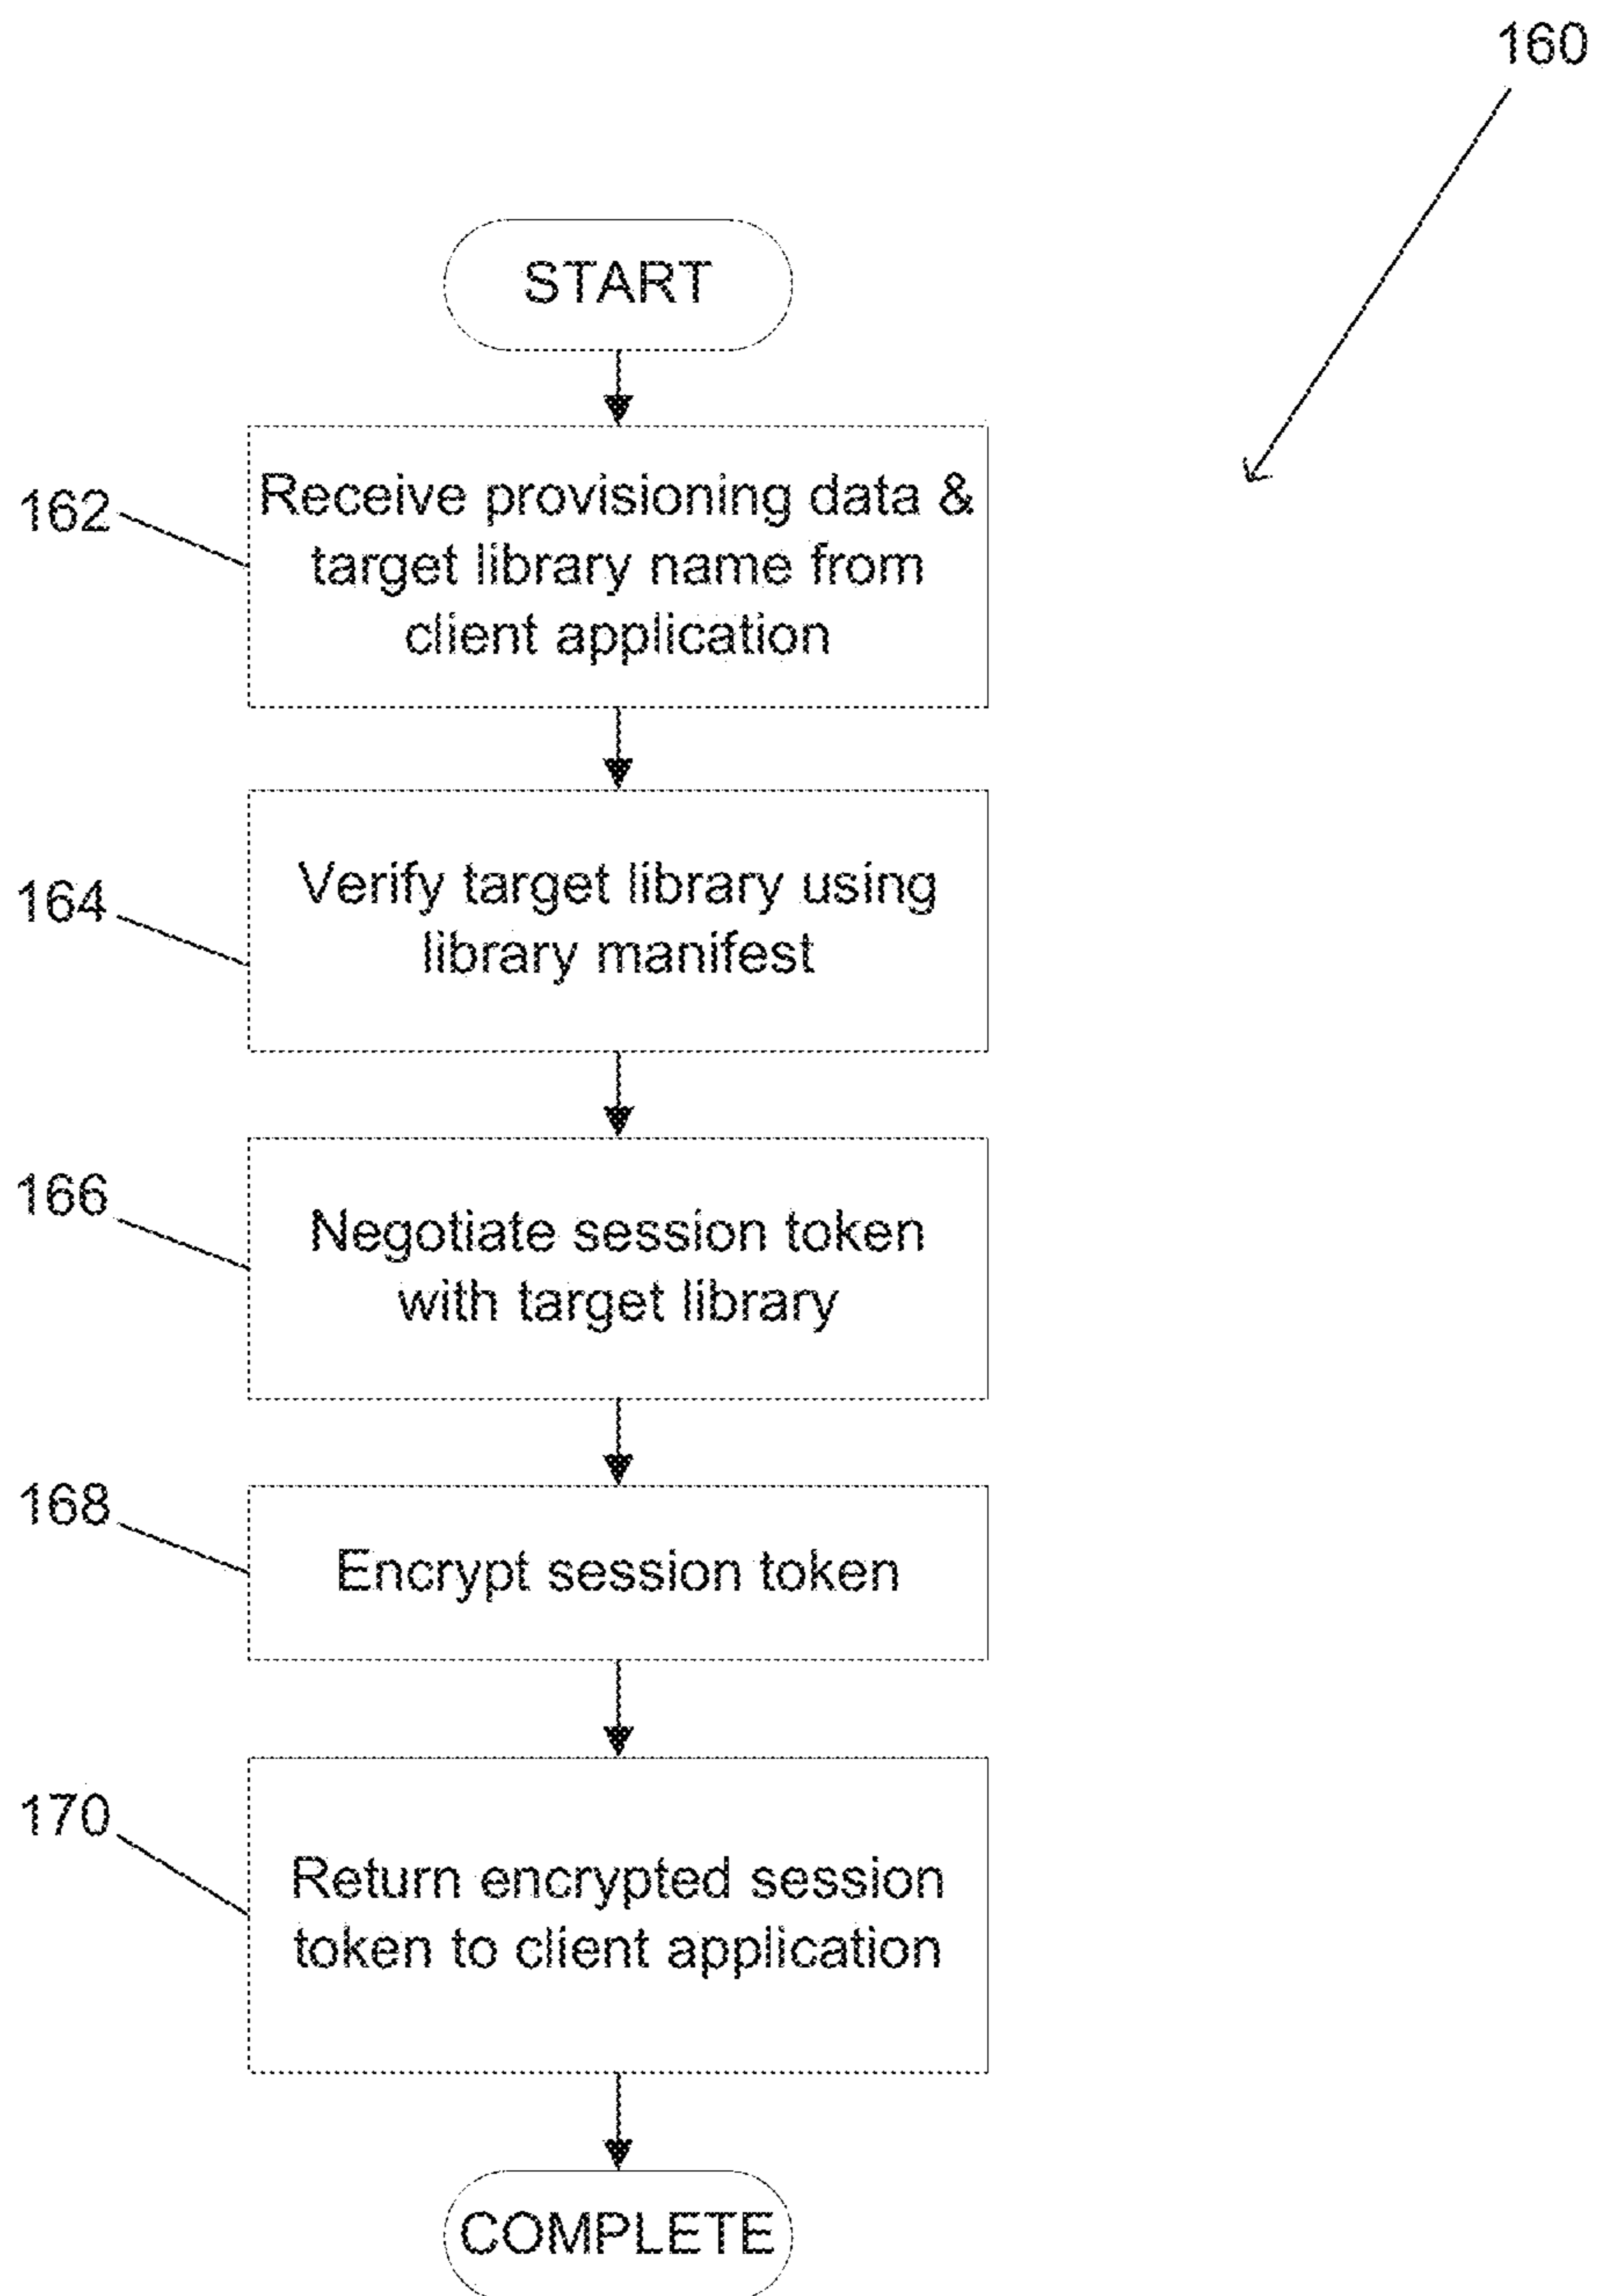 160
START
162
Receive provisioning data &
target library name from
client application
164
Verify target library using
library manifest
166
Negotiate session token
with target library
168
Encrypt session token
170
Return encrypted session
token to client application
COMPLETE